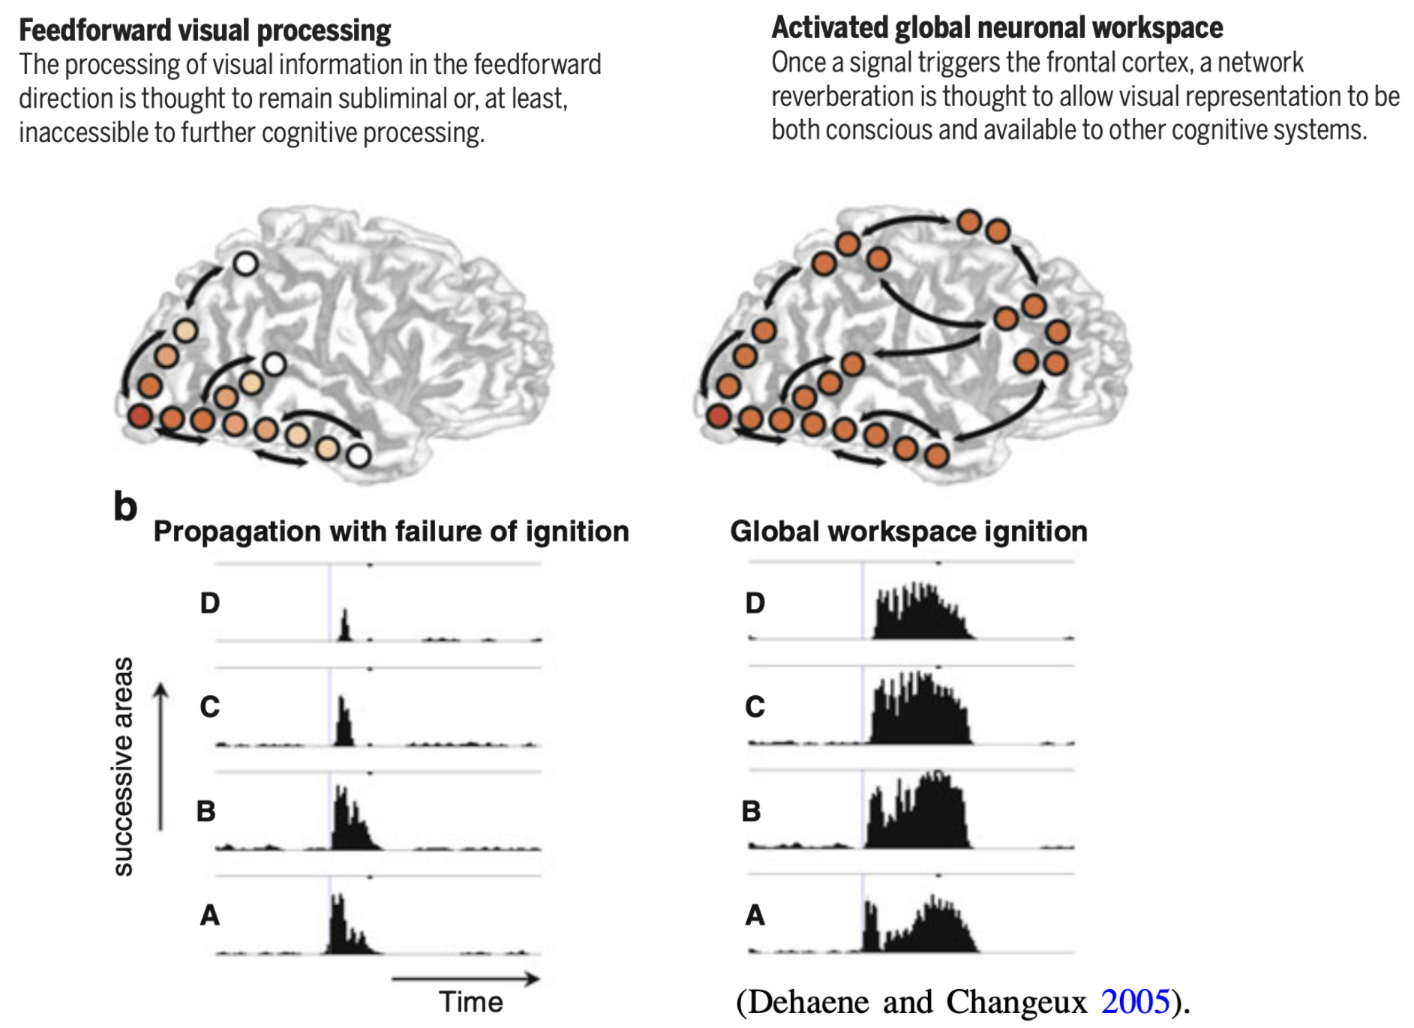 Feedforward visual processing
The processing of visual information in the feedforward
direction is thought to remain subliminal or, at least,
inaccessible to further cognitive processing.
Activated global neuronal workspace
Once a signal triggers the frontal cortex, a network
reverberation is thought to allow visual representation to be
both conscious and available to other cognitive systems.
b
Propagation with failure of ignition
Global workspace ignition
successive areas
D
C
B
A
Time
D
C
B
A
(Dehaene and Changeux 2005).